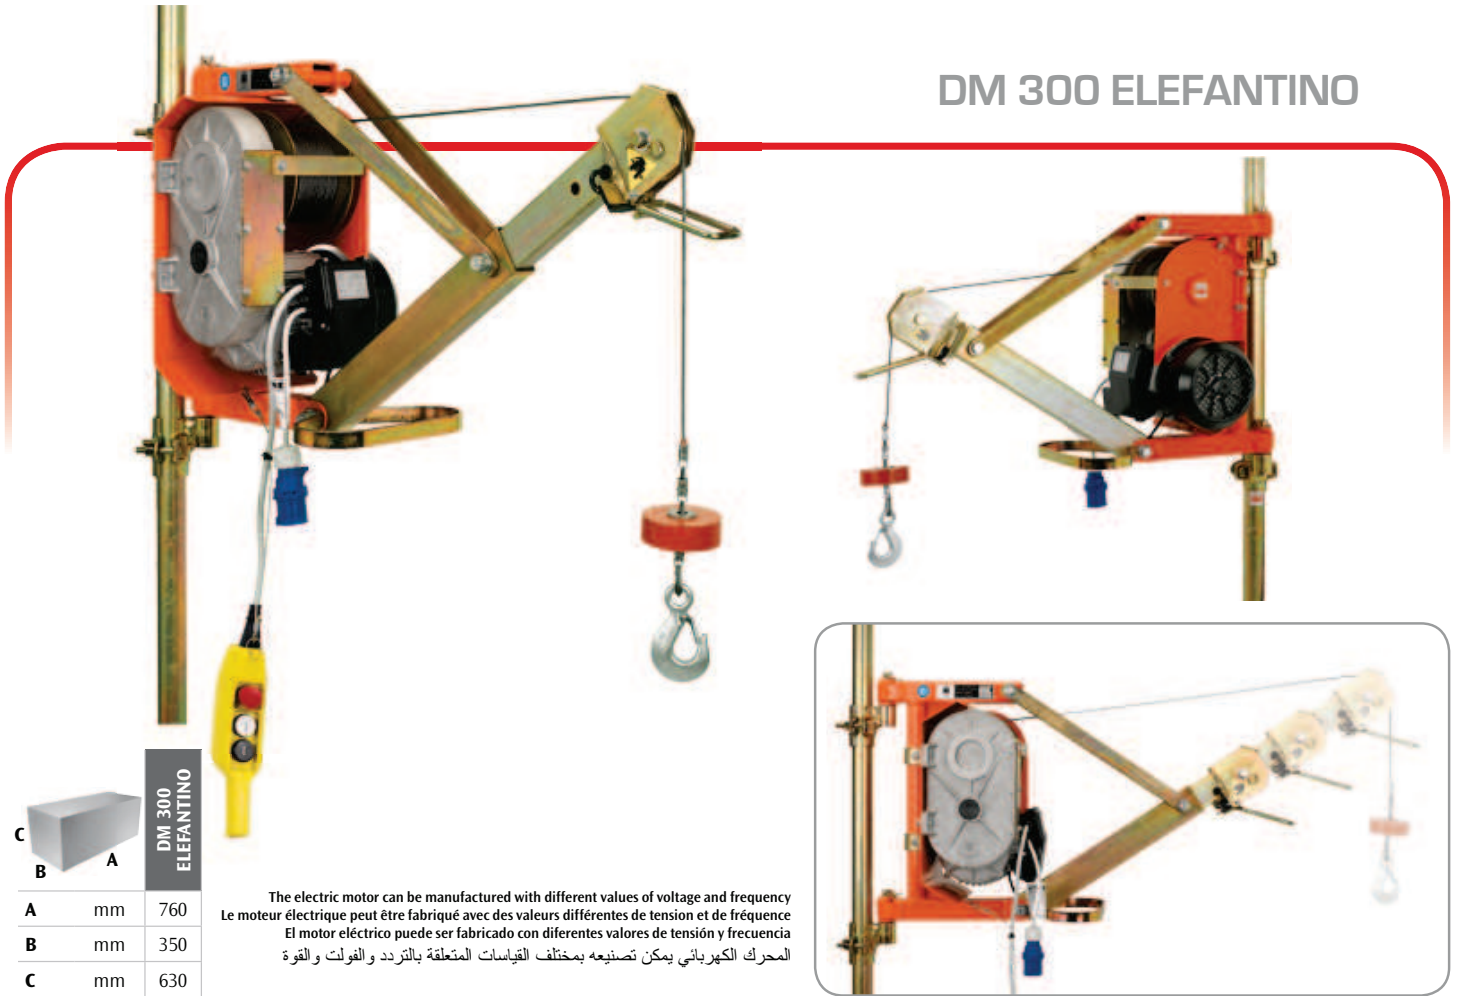 DM 300 ELEFANTINO
C
B
A
DM 300
ELEFANTINO
A mm 760
B mm 350
C mm 630
The electric motor can be manufactured with different values of voltage and frequency
Le moteur électrique peut être fabriqué avec des valeurs différentes de tension et de fréquence
El motor eléctrico puede ser fabricado con diferentes valores de tensión y frecuencia
المحرك الكهربائي يمكن تصنيعه بمختلف القياسات المتعلقة بالتردد والفولت والقوة